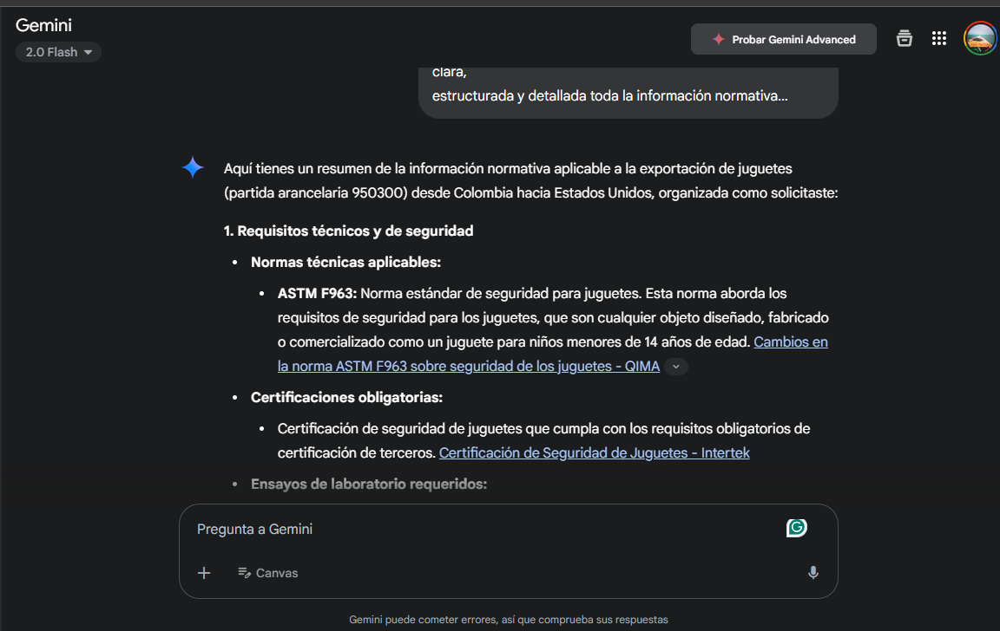 Gemini
2.0 Flash
Probar Gemini Advanced
clara,
estructurada y detallada toda la información normativa...
Aquí tienes un resumen de la información normativa aplicable a la exportación de juguetes
(partida arancelaria 950300) desde Colombia hacia Estados Unidos, organizada como solicitaste:
1. Requisitos técnicos y de seguridad
• Normas técnicas aplicables:
• ASTM F963: Norma estándar de seguridad para juguetes. Esta norma aborda los
requisitos de seguridad para los juguetes, que son cualquier objeto diseñado, fabricado
o comercializado como un juguete para niños menores de 14 años de edad. Cambios en
la norma ASTM F963 sobre seguridad de los juguetes - QIMA
• Certificaciones obligatorias:
• Certificación de seguridad de juguetes que cumpla con los requisitos obligatorios de
certificación de terceros. Certificación de Seguridad de Juguetes - Intertek
• Ensayos de laboratorio requeridos:
Pregunta a Gemini
Canvas
Gemini puede cometer errores, así que comprueba sus respuestas